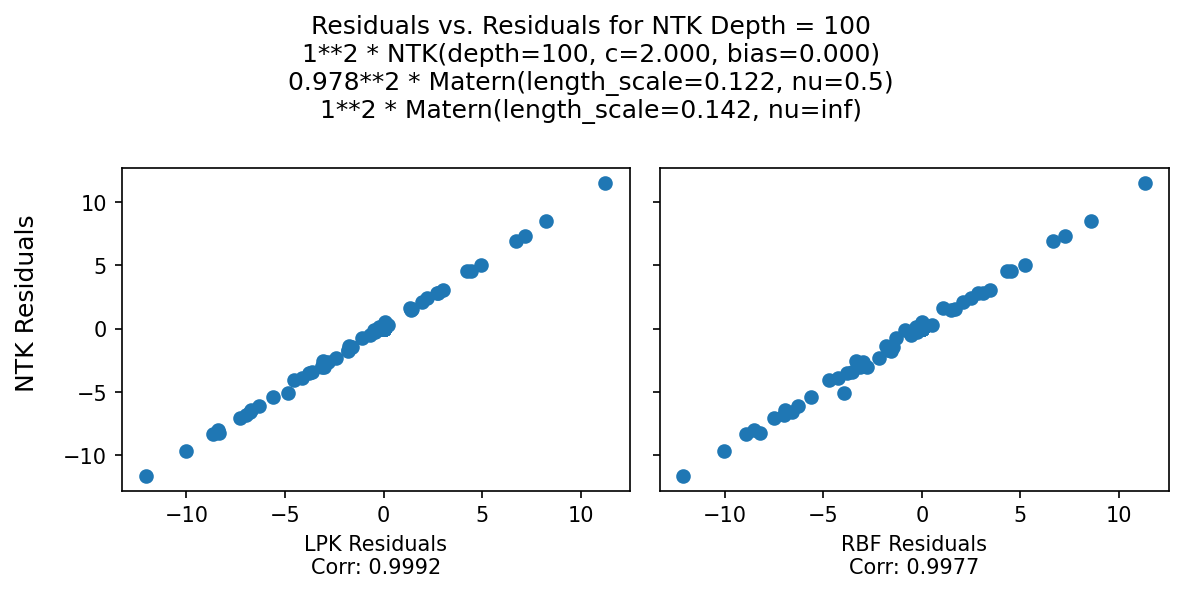 Residuals vs. Residuals for NTK Depth = 100
1**2 * NTK(depth=100, c=2.000, bias=0.000)
0.978**2 * Matern(length_scale=0.122, nu=0.5)
1**2 * Matern(length_scale=0.142, nu=inf)
NTK Residuals
10
5
0
−5
−10
−10 −5 0 5 10
LPK Residuals
Corr: 0.9992
−10 −5 0 5 10
RBF Residuals
Corr: 0.9977